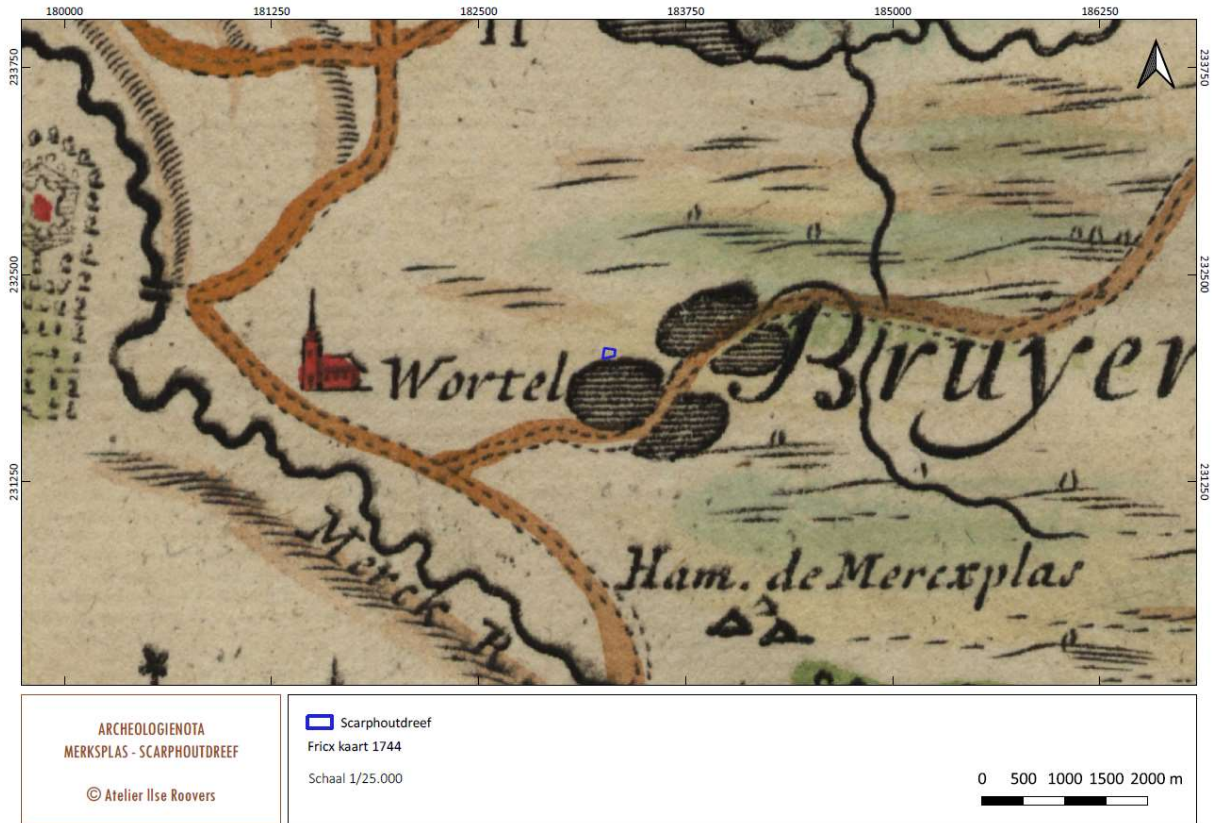 180000 181250 182500 183750 185000 186250
233750 233750
232500 232500
Wortel
Bruyer
231250 231250
Merck R
Ham. de Mercxplas
ARCHEOLOGIENOTA
MERKSPLAS - SCARPHOUTDREEF
© Atelier Ilse Roovers
Scarphoutdreef
Fricx kaart 1744
Schaal 1/25.000
0 500 1000 1500 2000 m